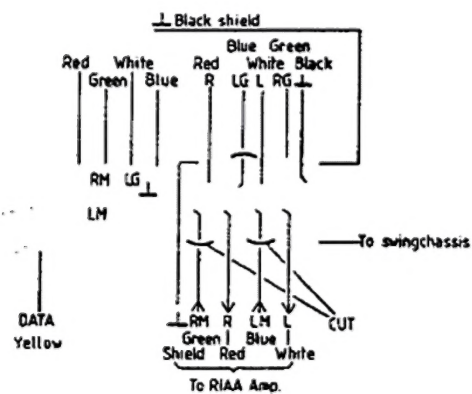 ⊥ Black shield
Blue Green
Red White Red White Black
Green Blue R LG L RG ⊥
RM LG ⊥
LM
To swingchassis
DATA
Yellow
⊥ RM R LM L CUT
Green Blue
Shield Red White
To RIAA Amp.